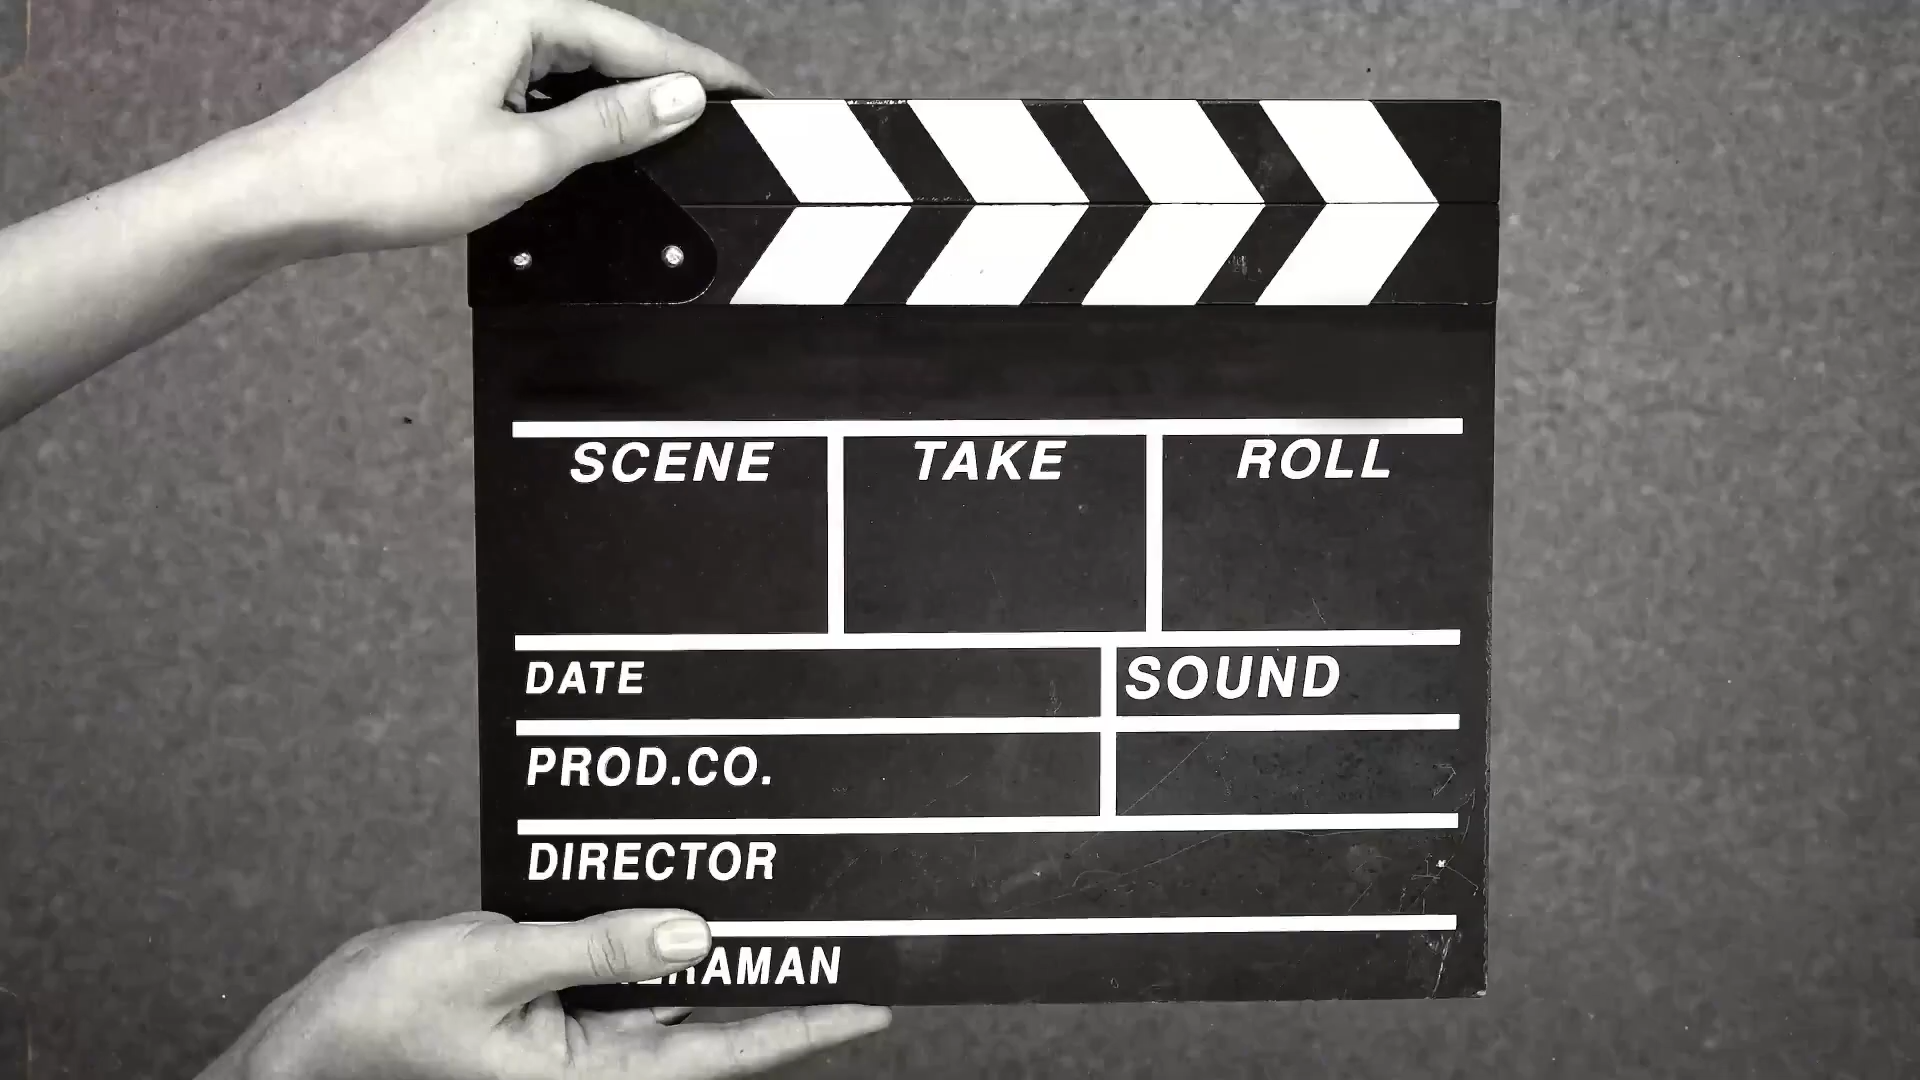 SCENE TAKE ROLL
DATE SOUND
PROD.CO.
DIRECTOR